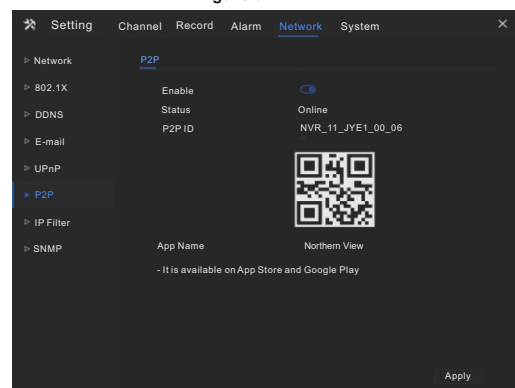 Setting
Channel Record Alarm Network System
Network
802.1X
DDNS
E-mail
UPnP
P2P
IP Filter
SNMP
P2P
Enable
Status Online
P2P ID NVR_11_JYE1_00_06
App Name Northern View
- It is available on App Store and Google Play
Apply